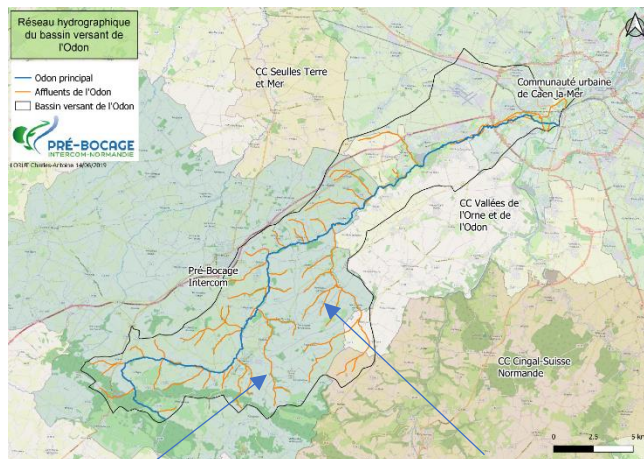 Réseau hydrographique
du bassin versant de
l'Odon
Odon principal
Affluents de l'Odon
Bassin versant de l'Odon
PRÉ-BOCAGE
INTERCOM-NORMANDIE
CC Seulles Terre
et Mer
Communauté urbaine
de Caen la Mer
CC Vallées de
l'Orne et de
l'Odon
Pré-Bocage
Intercom
CC Cingal-Suisse
Normande
0 2.5 5 km